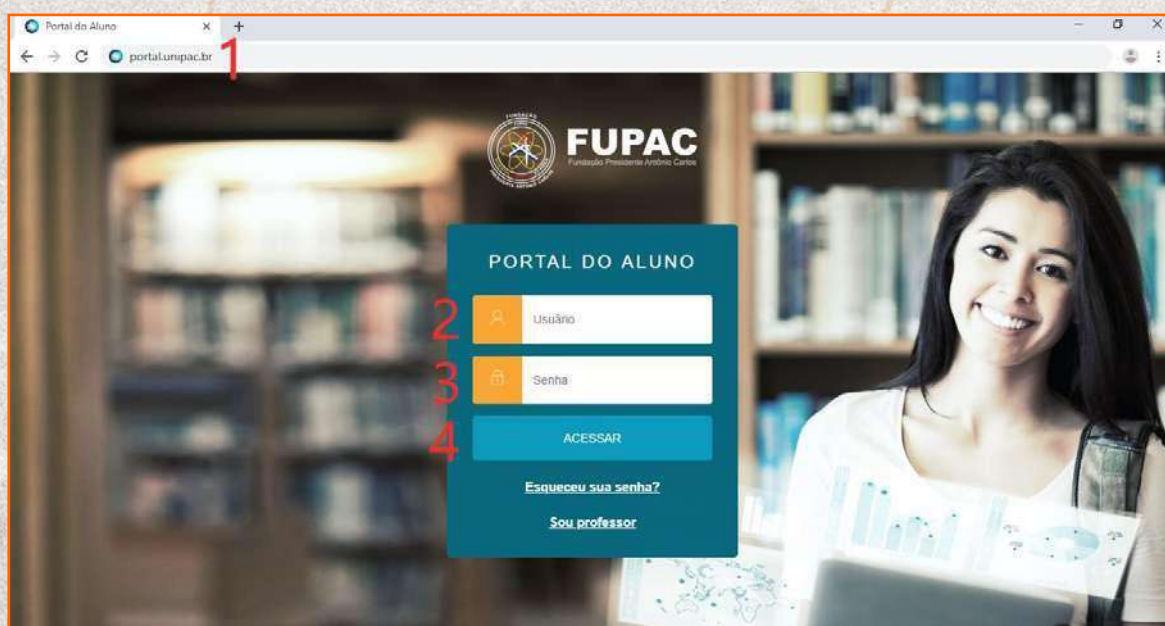 Portal do Aluno
portal.unipac.br
1
FUPAC
Fundação Presidente Antônio Carlos
PORTAL DO ALUNO
2 Usuário
3 Senha
4 ACESSAR
Esqueceu sua senha?
Sou professor